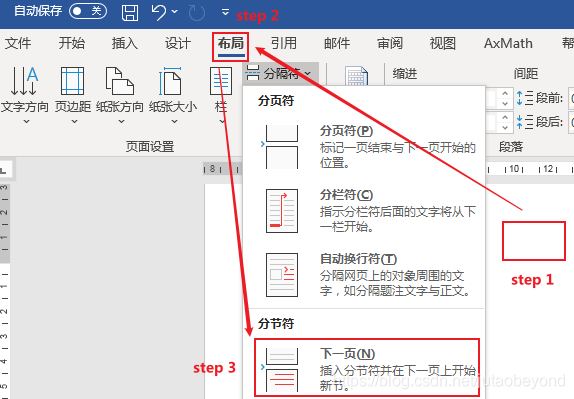 自动保存 关
step 2
文件 开始 插入 设计 布局 引用 邮件 审阅 视图 AxMath 帮助
文字方向 页边距 纸张方向 纸张大小 栏 分隔符 缩进 间距
段前:
段后:
页面设置 段落
8 10 12
分页符
分页符(P)
标记一页结束与下一页开始的
位置。
分栏符(C)
指示分栏符后面的文字将从下
一栏开始。
自动换行符(T)
分隔网页上的对象周围的文
字，如分隔题注文字与正文。
step 1
分节符
step 3
下一页(N)
插入分节符并在下一页上开始
新节。